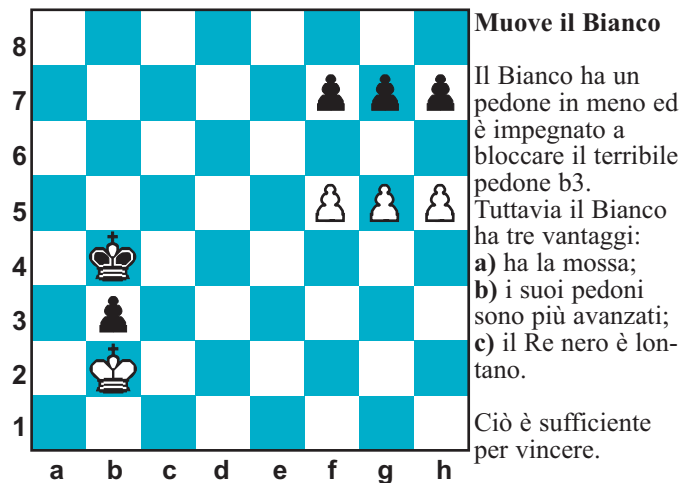 8
7
6
5
4
3
2
1
a b c d e f g h
Muove il Bianco
Il Bianco ha un
pedone in meno ed
è impegnato a
bloccare il terribile
pedone b3.
Tuttavia il Bianco
ha tre vantaggi:
a) ha la mossa;
b) i suoi pedoni
sono più avanzati;
c) il Re nero è lon-
tano.
Ciò è sufficiente
per vincere.